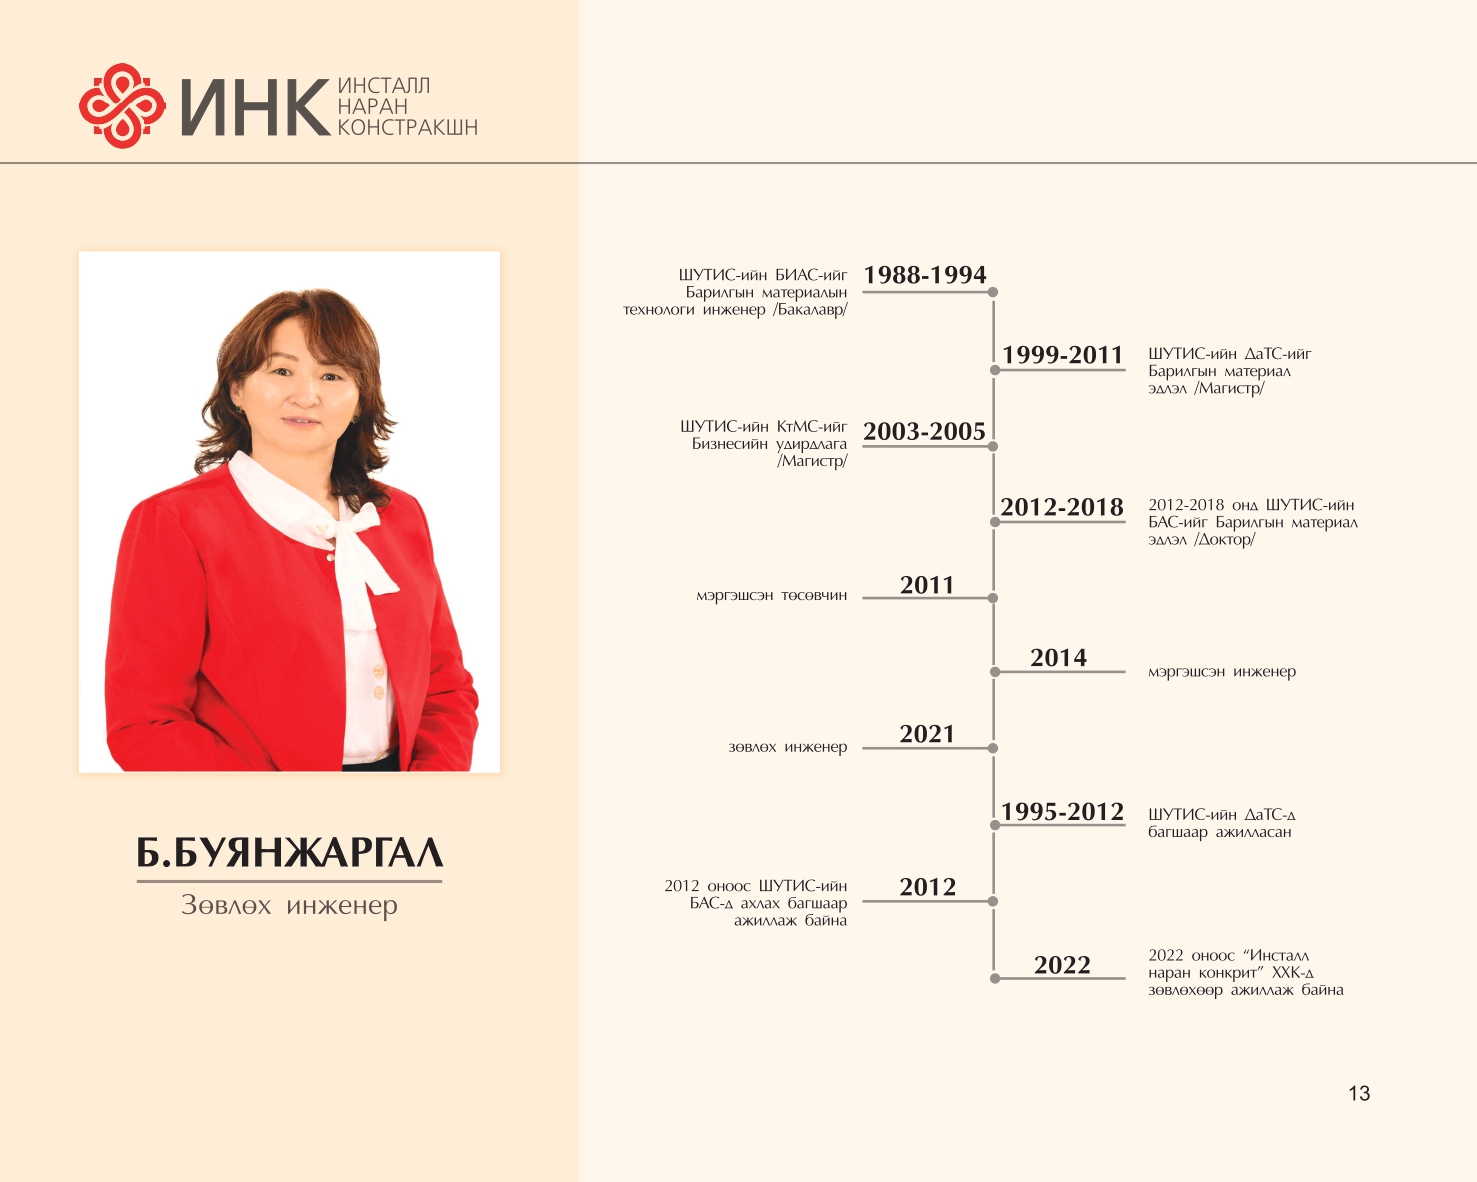 ИНК
ИНСТАЛЛ
НАРАН
КОНСТРАКШН
Б.БУЯНЖАРГАЛ
Зөвлөх инженер
ШУТИС-ийн БИАС-ийг
Барилгын материалын
технологи инженер /Бакалавр/
1988-1994
1999-2011
ШУТИС-ийн ДаТС-ийг
Барилгын материал
эдлэл /Магистр/
ШУТИС-ийн КтМС-ийг
Бизнесийн удирдлага
/Магистр/
2003-2005
2012-2018
2012-2018 онд ШУТИС-ийн
БАС-ийг Барилгын материал
эдлэл /Доктор/
мэргэшсэн төсөвчин
2011
2014
мэргэшсэн инженер
зөвлөх инженер
2021
1995-2012
ШУТИС-ийн ДаТС-д
багшаар ажилласан
2012 оноос ШУТИС-ийн
БАС-д ахлах багшаар
ажиллаж байна
2012
2022
2022 оноос “Инсталл
наран конкрит” ХХК-д
зөвлөхөөр ажиллаж байна
13